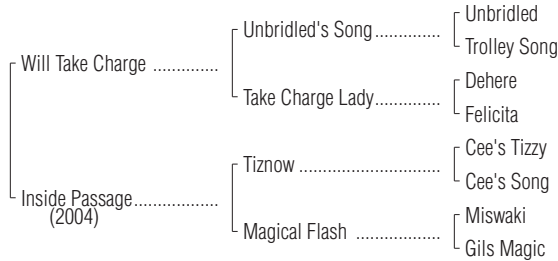 Unbridled
Unbridled's Song..............
Trolley Song
Will Take Charge ..............
Dehere
Take Charge Lady..............
Felicita
Cee's Tizzy
Tiznow ..............................
Cee's Song
Inside Passage..................
(2004)
Miswaki
Magical Flash ..................
Gils Magic